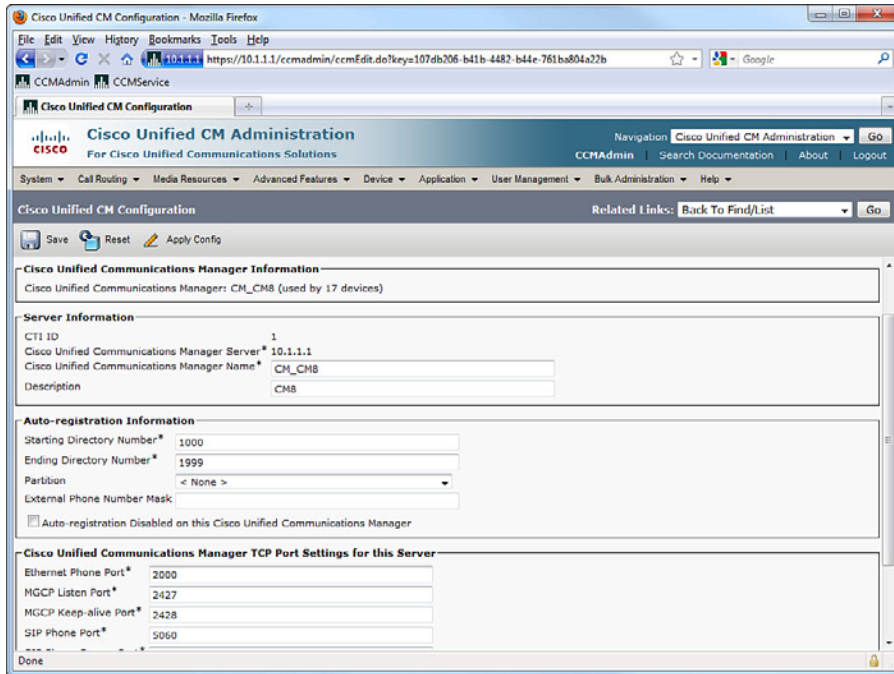 Cisco Unified CM Configuration - Mozilla Firefox
File Edit View History Bookmarks Tools Help
10.1.1.1 https://10.1.1.1/ccmadmin/ccmEdit.do?key=107db206-b41b-4482-b44e-761ba804a22b Google
CCMAdmin CCMService
Cisco Unified CM Configuration
CISCO Cisco Unified CM Administration
For Cisco Unified Communications Solutions
Navigation Cisco Unified CM Administration Go
CCMAdmin | Search Documentation | About | Logout
System Call Routing Media Resources Advanced Features Device Application User Management Bulk Administration Help
Cisco Unified CM Configuration Related Links: Back To Find/List Go
Save Reset Apply Config
Cisco Unified Communications Manager Information
Cisco Unified Communications Manager: CM_CM8 (used by 17 devices)
Server Information
CTI ID 1
Cisco Unified Communications Manager Server* 10.1.1.1
Cisco Unified Communications Manager Name* CM_CM8
Description CM8
Auto-registration Information
Starting Directory Number* 1000
Ending Directory Number* 1999
Partition < None >
External Phone Number Mask
Auto-registration Disabled on this Cisco Unified Communications Manager
Cisco Unified Communications Manager TCP Port Settings for this Server
Ethernet Phone Port* 2000
MGCP Listen Port* 2427
MGCP Keep-alive Port* 2428
SIP Phone Port* 5060
Done